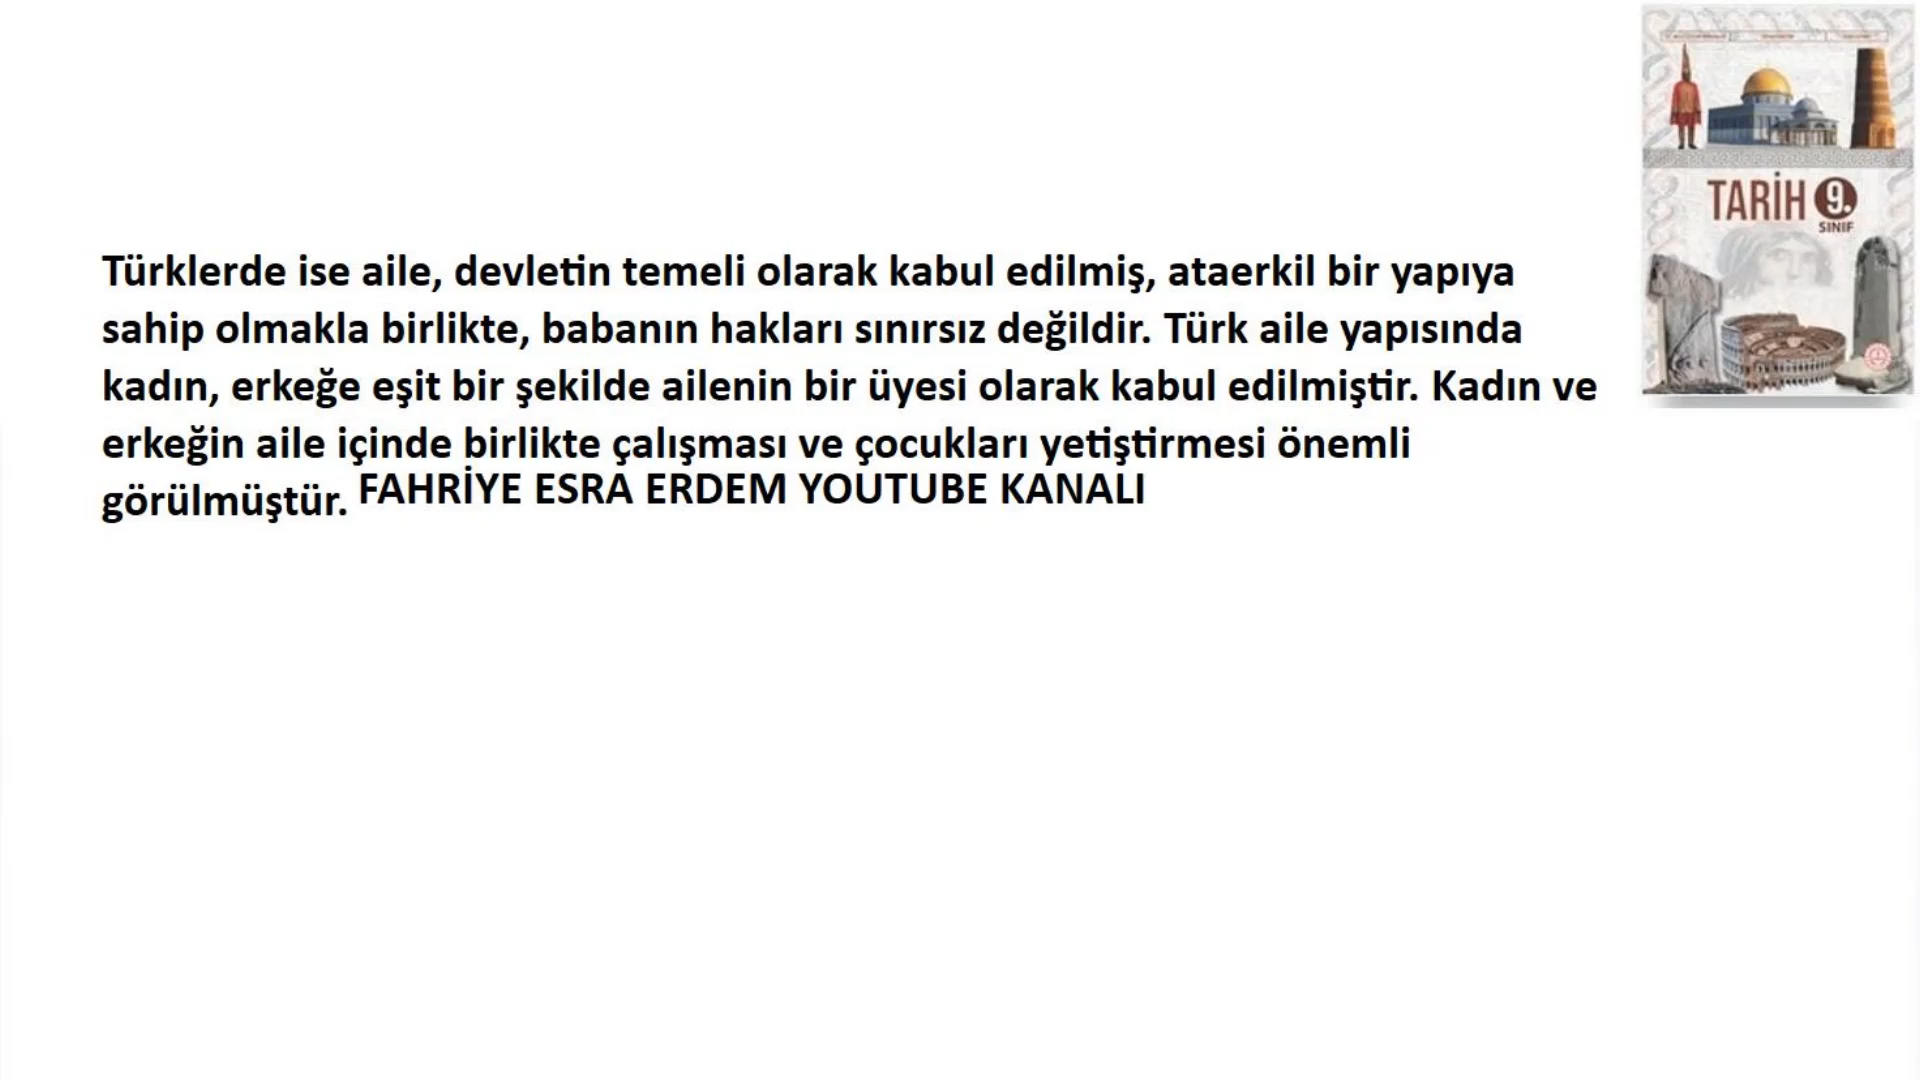 Türklerde ise aile, devletin temeli olarak kabul edilmiş, ataerkil bir yapıya
sahip olmakla birlikte, babanın hakları sınırsız değildir. Türk aile yapısında
kadın, erkeğe eşit bir şekilde ailenin bir üyesi olarak kabul edilmiştir. Kadın ve
erkeğin aile içinde birlikte çalışması ve çocukları yetiştirmesi önemli
görülmüştür. FAHRİYE ESRA ERDEM YOUTUBE KANALI
TARİH 9.
SINIF